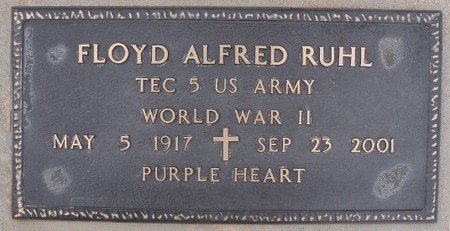 FLOYD ALFRED RUHL
TEC 5 US ARMY
WORLD WAR II
MAY 5 1917 ✝ SEP 23 2001
PURPLE HEART